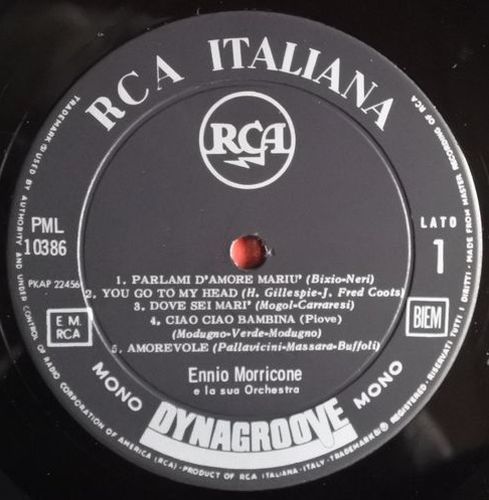 RCA ITALIANA
RCA
PML
10386
LATO
1
PKAP 22456
E M.
RCA
BIEM
1. PARLAMI D'AMORE MARIU' (Bixio-Neri)
2. YOU GO TO MY HEAD (H. Gillespie-J. Fred Coots)
3. DOVE SEI MARI' (Mogol-Carraresi)
4. CIAO CIAO BAMBINA (Piove)
(Modugno-Verde-Modugno)
5. AMOREVOLE (Pallavicini-Massara-Buffoli)
Ennio Morricone
e la sua Orchestra
MONO DYNAGROOVE MONO
TRADEMARK ® USED BY AUTHORITY AND UNDER CONTROL OF RADIO CORPORATION OF AMERICA (RCA) - PRODUCT OF RCA ITALIANA - ITALY - TRADEMARK ® REGISTERED - RISERVATI TUTTI I DIRITTI - MADE FROM MASTER RECORDING OF RCA